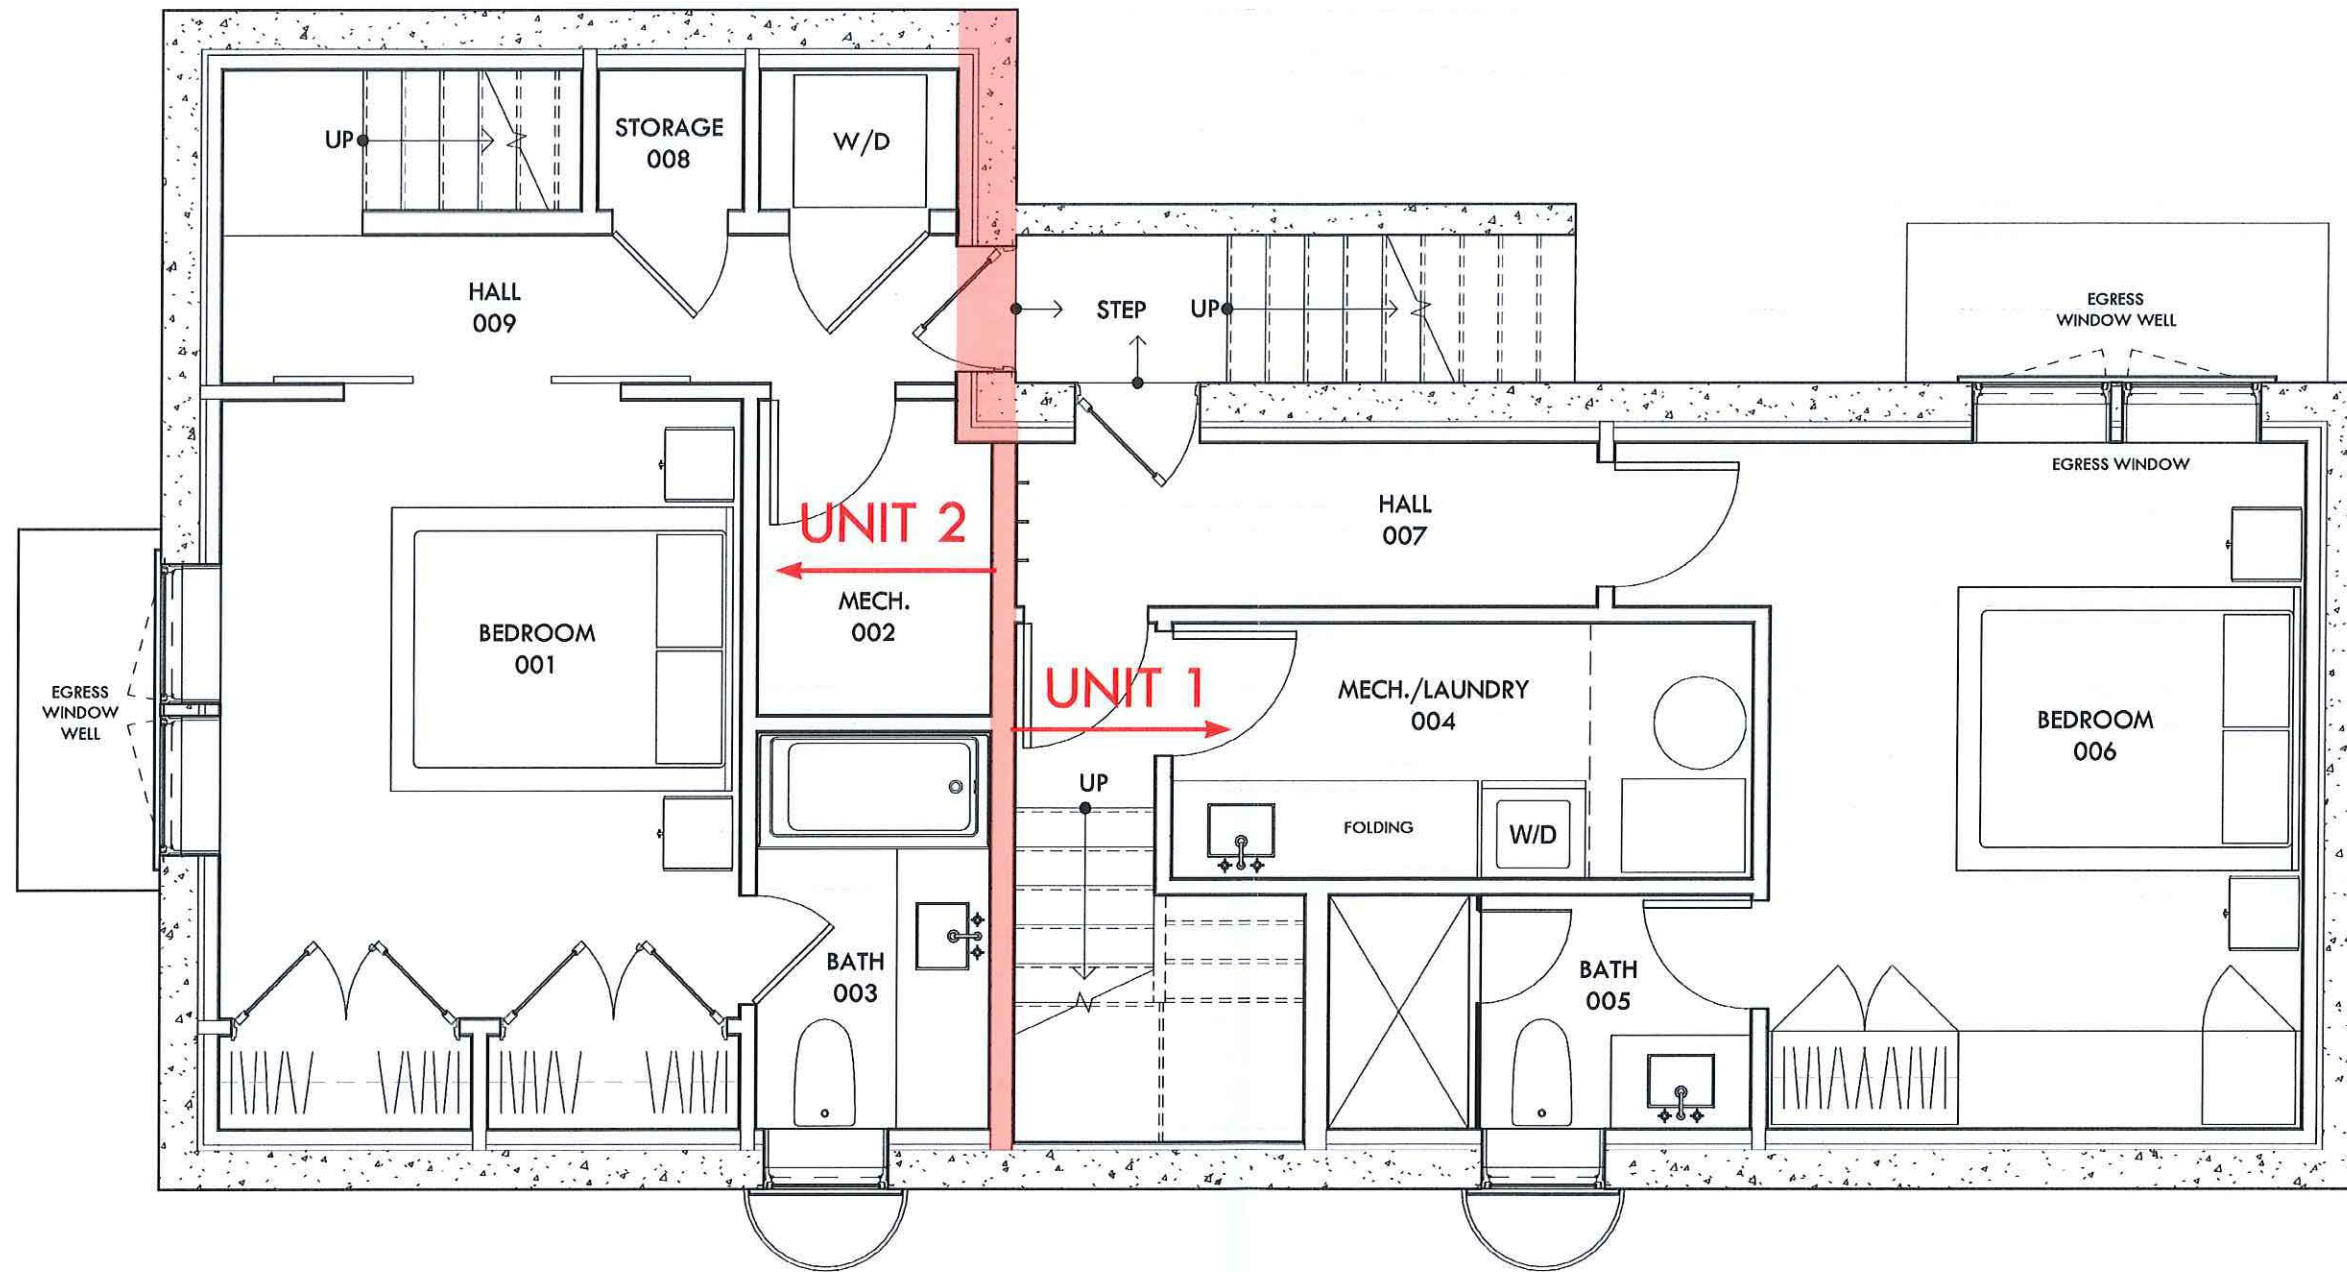 UP
STORAGE
008
W/D
HALL
009
STEP
UP
EGRESS
WINDOW WELL
EGRESS WINDOW
HALL
007
UNIT 2
MECH.
002
BEDROOM
001
EGRESS
WINDOW
WELL
UNIT 1
MECH./LAUNDRY
004
BEDROOM
006
UP
FOLDING
W/D
BATH
003
BATH
005